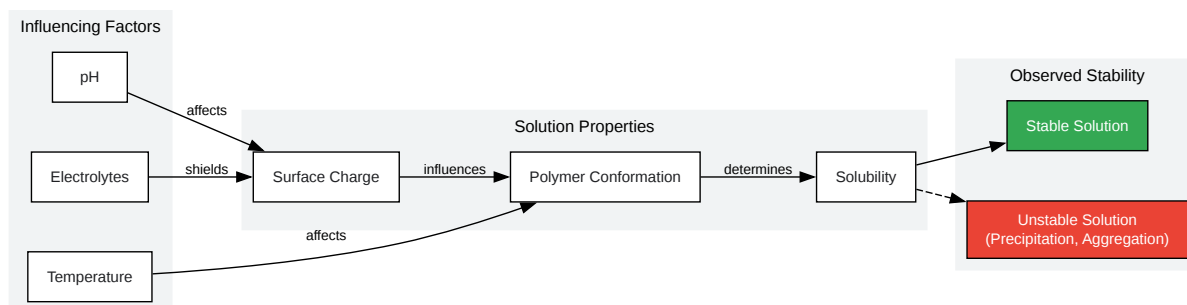 Influencing Factors
pH
affects
Electrolytes
shields
Temperature
affects
Solution Properties
Surface Charge
influences
Polymer Conformation
determines
Solubility
Observed Stability
Stable Solution
Unstable Solution
(Precipitation, Aggregation)